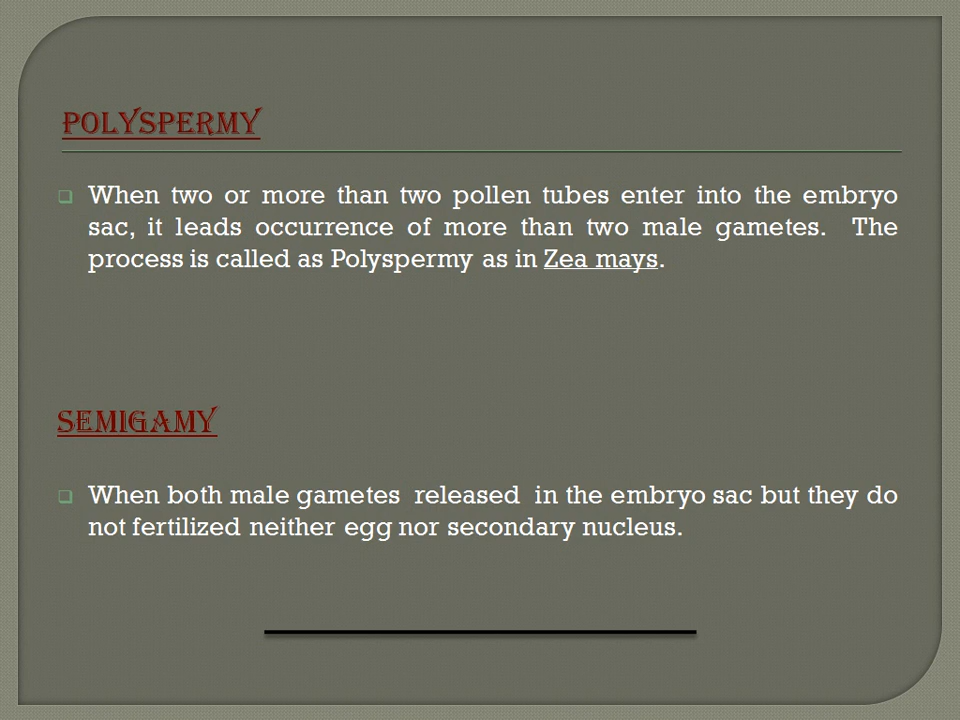 POLYSPERMY
When two or more than two pollen tubes enter into the embryo
sac, it leads occurrence of more than two male gametes. The
process is called as Polyspermy as in Zea mays.
SEMIGAMY
When both male gametes released in the embryo sac but they do
not fertilized neither egg nor secondary nucleus.